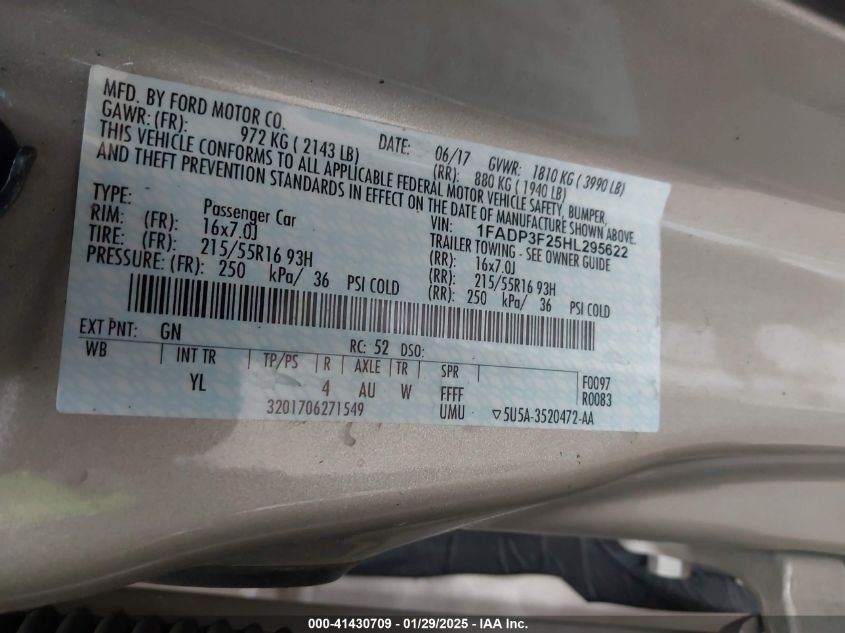 MFD. BY FORD MOTOR CO.
DATE: 06/17 GVWR: 1810 KG ( 3990 LB)
GAWR: (FR): 972 KG ( 2143 LB) (RR): 880 KG ( 1940 LB)
THIS VEHICLE CONFORMS TO ALL APPLICABLE FEDERAL MOTOR VEHICLE SAFETY, BUMPER,
AND THEFT PREVENTION STANDARDS IN EFFECT ON THE DATE OF MANUFACTURE SHOWN ABOVE.
VIN: 1FADP3F25HL295622
TYPE: Passenger Car TRAILER TOWING - SEE OWNER GUIDE
RIM: (FR): 16x7.0J (RR): 16x7.0J
TIRE: (FR): 215/55R16 93H (RR): 215/55R16 93H
PRESSURE: (FR): 250 kPa/ 36 PSI COLD (RR): 250 kPa/ 36 PSI COLD
EXT PNT: GN RC: 52 DSO:
WB INT TR TP/PS R AXLE TR SPR
YL 4 AU W FFFF F0097
R0083
3201706271549 UMU ▽5U5A-3520472-AA
000-41430709 - 01/29/2025 - IAA Inc.